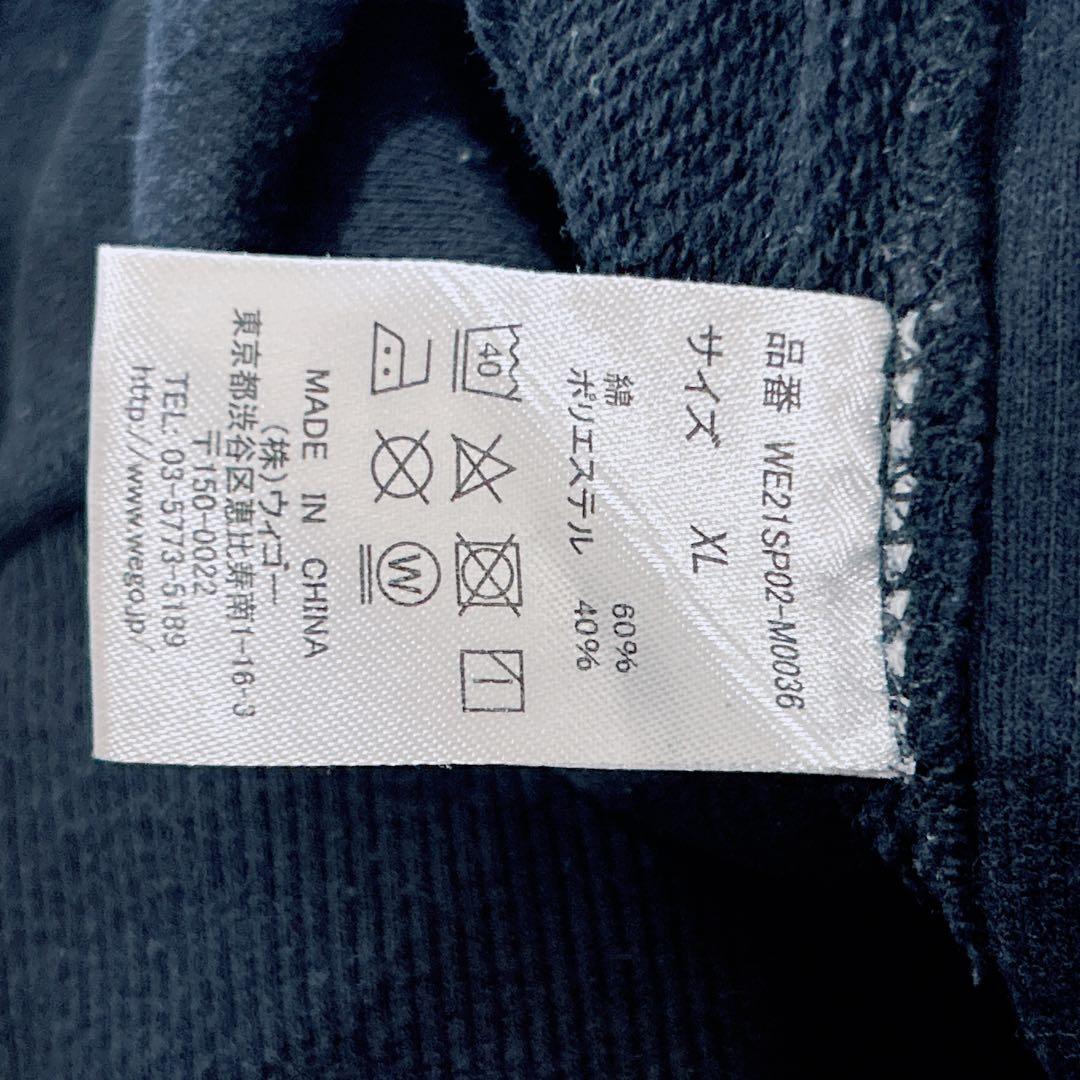 品番 WE21SP02-M0036
サイズ XL
綿 60%
ポリエステル 40%
40
W
MADE IN CHINA
(株)ウィゴー
東京都渋谷区恵比寿南1-16-3
〒150-0022
TEL: 03-5773-5189
http://www.wego.jp/